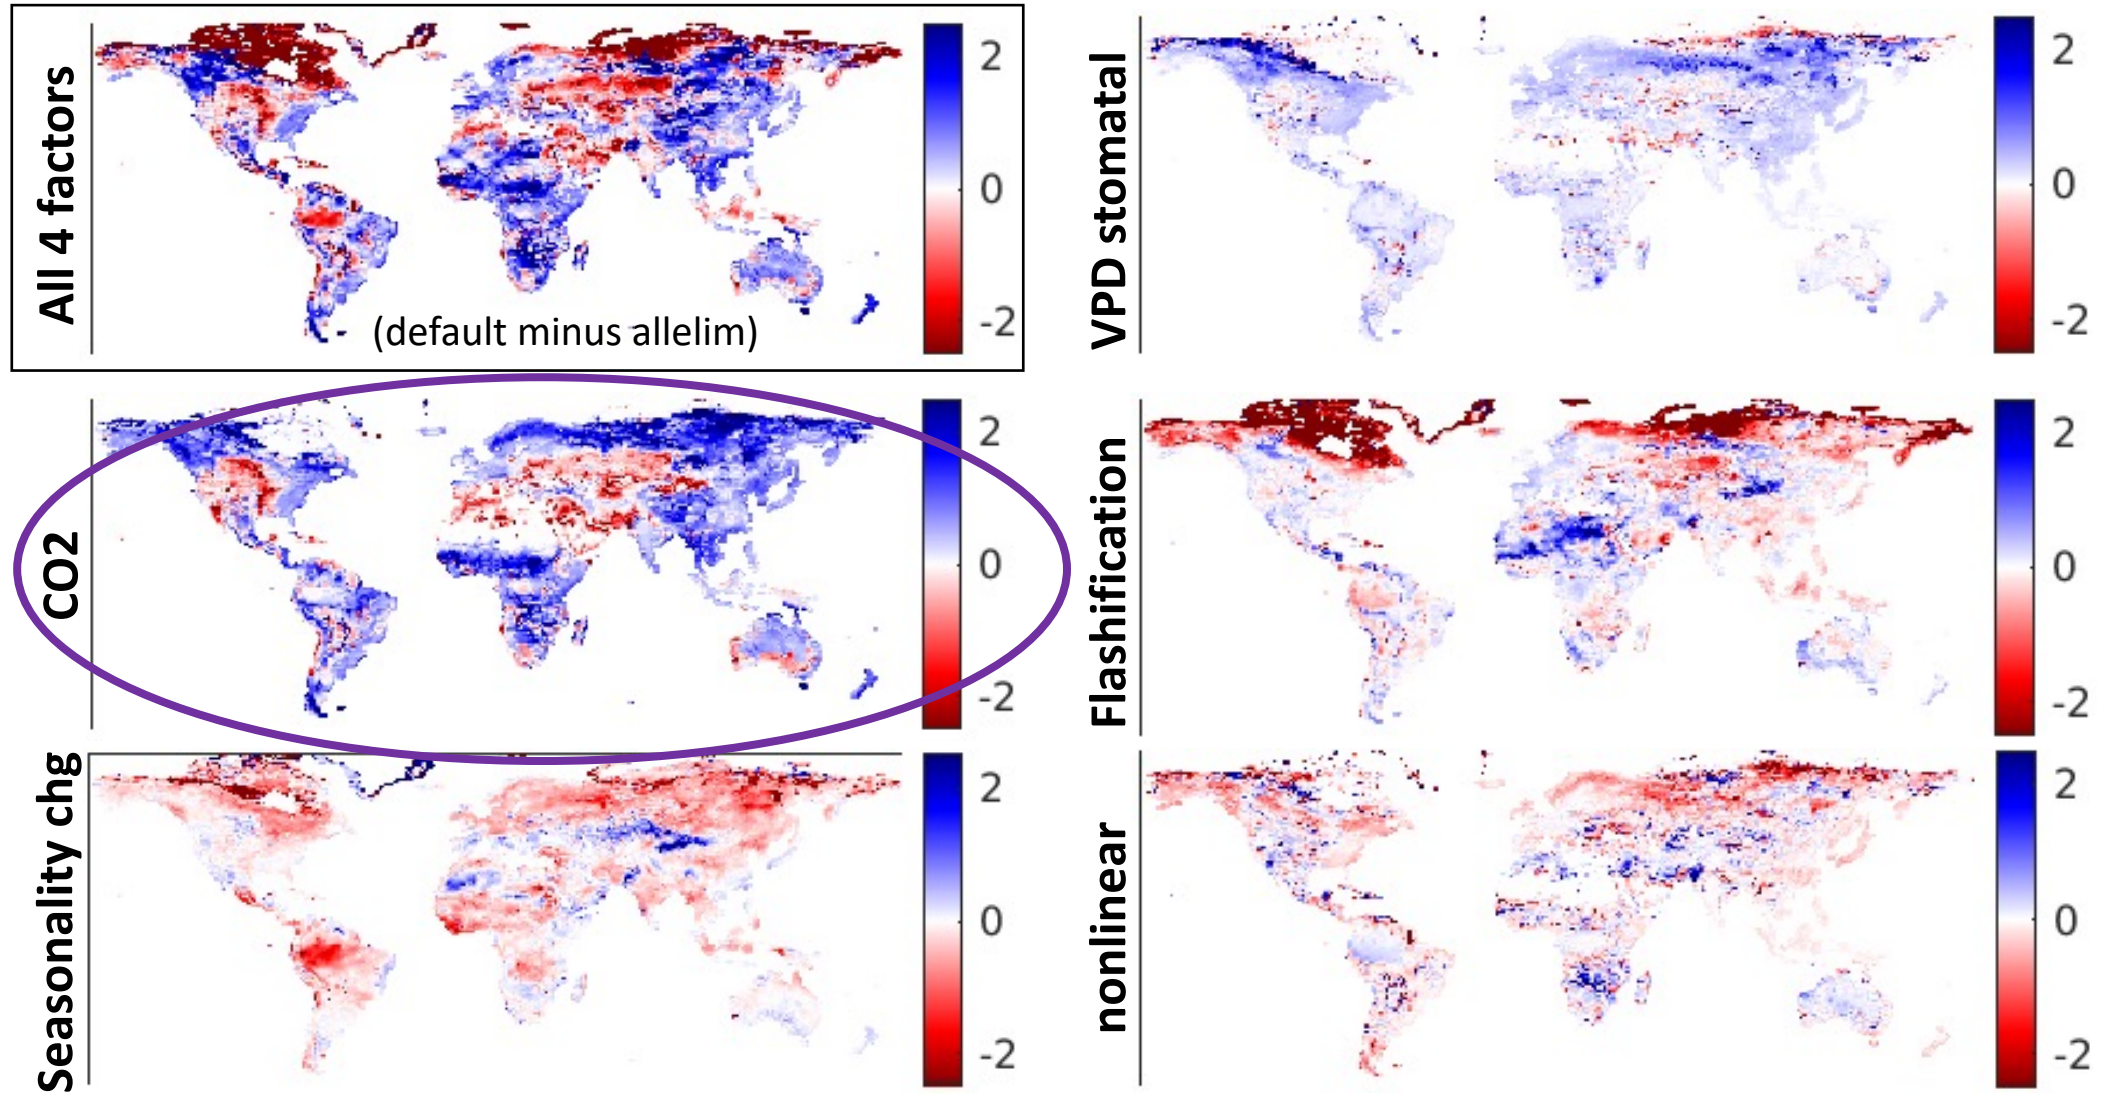 All 4 factors
(default minus allelim)
2
0
-2
VPD stomatal
2
0
-2
CO2
2
0
-2
Flashification
2
0
-2
Seasonality chg
2
0
-2
nonlinear
2
0
-2